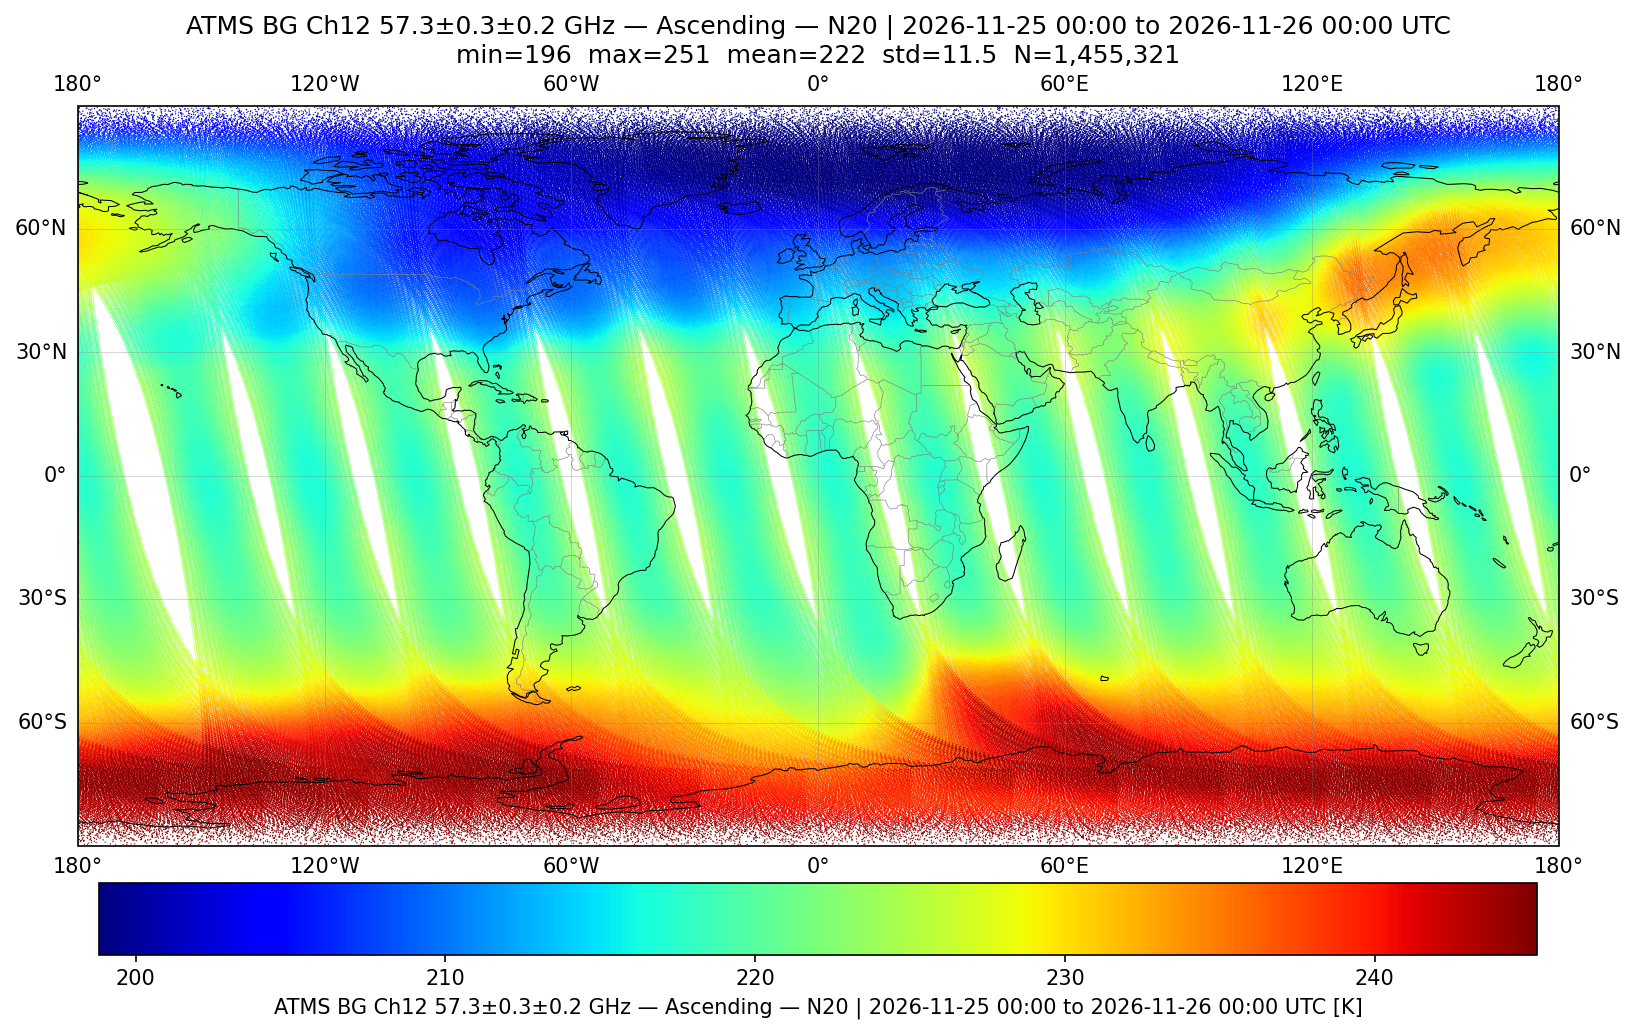 ATMS BG Ch12 57.3±0.3±0.2 GHz — Ascending — N20 | 2026-11-25 00:00 to 2026-11-26 00:00 UTC
min=196 max=251 mean=222 std=11.5 N=1,455,321
180° 120°W 60°W 0° 60°E 120°E 180°
60°N 60°N
30°N 30°N
0° 0°
30°S 30°S
60°S 60°S
180° 120°W 60°W 0° 60°E 120°E 180°
200 210 220 230 240
ATMS BG Ch12 57.3±0.3±0.2 GHz — Ascending — N20 | 2026-11-25 00:00 to 2026-11-26 00:00 UTC [K]